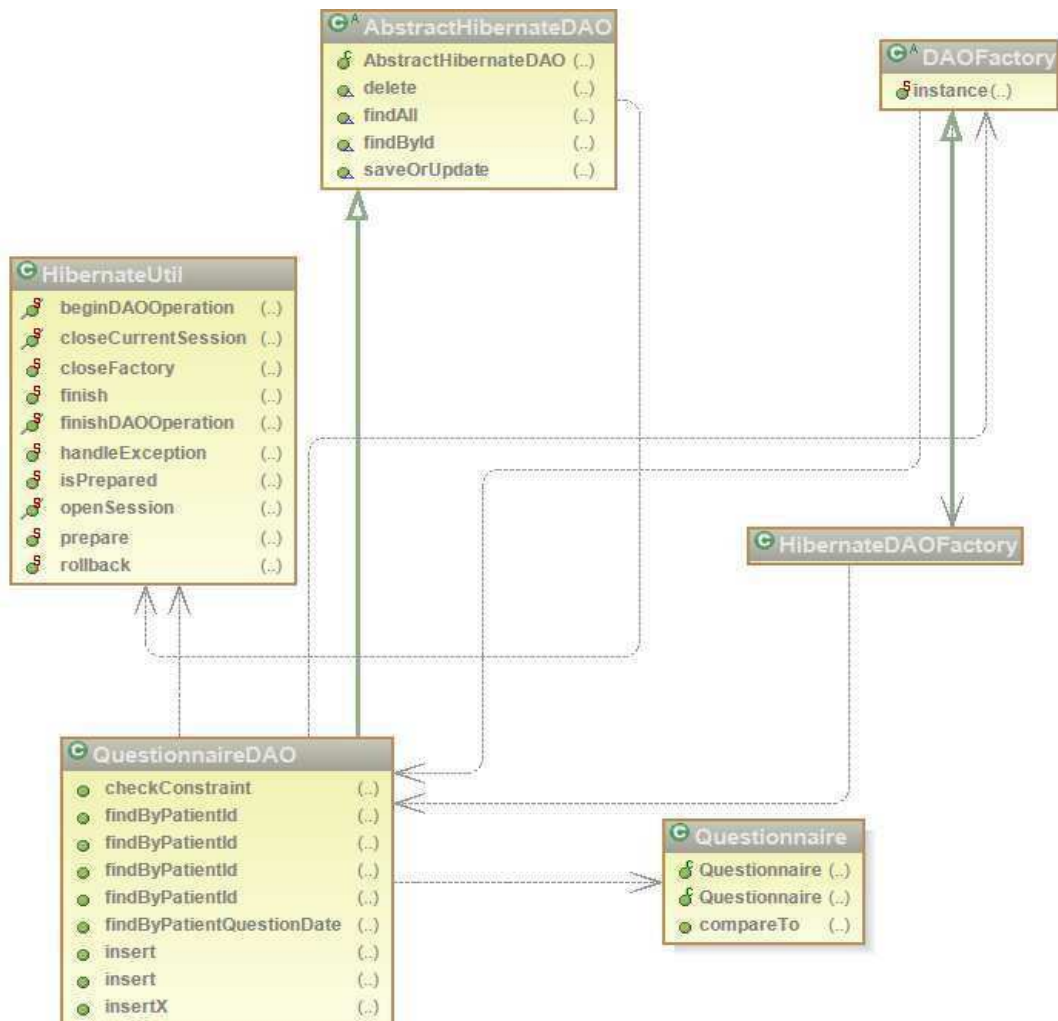 AbstractHibernateDAO
AbstractHibernateDAO (..)
delete (..)
findAll (..)
findById (..)
saveOrUpdate (..)
DAOFactory
instance(..)
HibernateUtil
beginDAOOperation (..)
closeCurrentSession (..)
closeFactory (..)
finish (..)
finishDAOOperation (..)
handleException (..)
isPrepared (..)
openSession (..)
prepare (..)
rollback (..)
HibernateDAOFactory
QuestionnaireDAO
checkConstraint (..)
findByPatientId (..)
findByPatientId (..)
findByPatientId (..)
findByPatientId (..)
findByPatientQuestionDate (..)
insert (..)
insert (..)
insertX (..)
Questionnaire
Questionnaire (..)
Questionnaire (..)
compareTo (..)